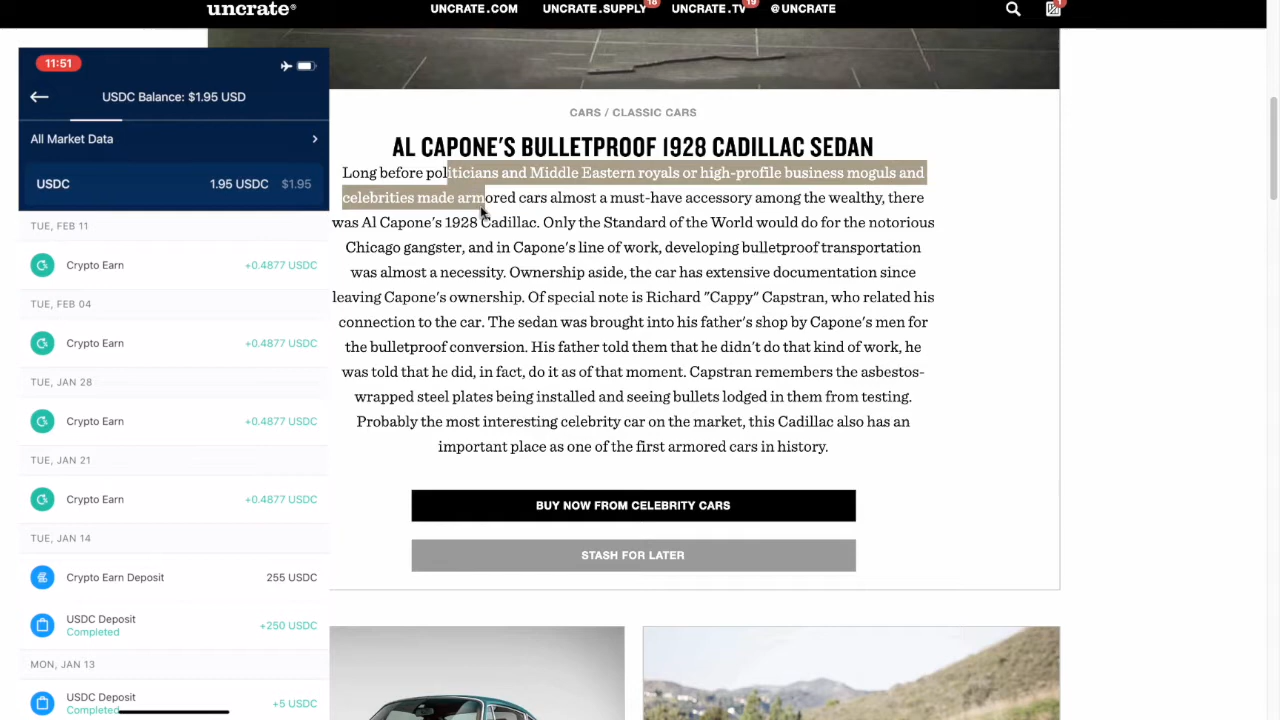 uncrate®
UNCRATE.COM
UNCRATE.SUPPLY
18
UNCRATE.TV
19
@UNCRATE
1
11:51
USDC Balance: $1.95 USD
All Market Data
USDC 1.95 USDC $1.95
TUE, FEB 11
Crypto Earn +0.4877 USDC
TUE, FEB 04
Crypto Earn +0.4877 USDC
TUE, JAN 28
Crypto Earn +0.4877 USDC
TUE, JAN 21
Crypto Earn +0.4877 USDC
TUE, JAN 14
Crypto Earn Deposit 255 USDC
USDC Deposit
Completed
+250 USDC
MON, JAN 13
USDC Deposit
Completed
+5 USDC
CARS / CLASSIC CARS
AL CAPONE'S BULLETPROOF 1928 CADILLAC SEDAN
Long before politicians and Middle Eastern royals or high-profile business moguls and
celebrities made armored cars almost a must-have accessory among the wealthy, there
was Al Capone's 1928 Cadillac. Only the Standard of the World would do for the notorious
Chicago gangster, and in Capone's line of work, developing bulletproof transportation
was almost a necessity. Ownership aside, the car has extensive documentation since
leaving Capone's ownership. Of special note is Richard "Cappy" Capstran, who related his
connection to the car. The sedan was brought into his father's shop by Capone's men for
the bulletproof conversion. His father told them that he didn't do that kind of work, he
was told that he did, in fact, do it as of that moment. Capstran remembers the asbestos-
wrapped steel plates being installed and seeing bullets lodged in them from testing.
Probably the most interesting celebrity car on the market, this Cadillac also has an
important place as one of the first armored cars in history.
BUY NOW FROM CELEBRITY CARS
STASH FOR LATER